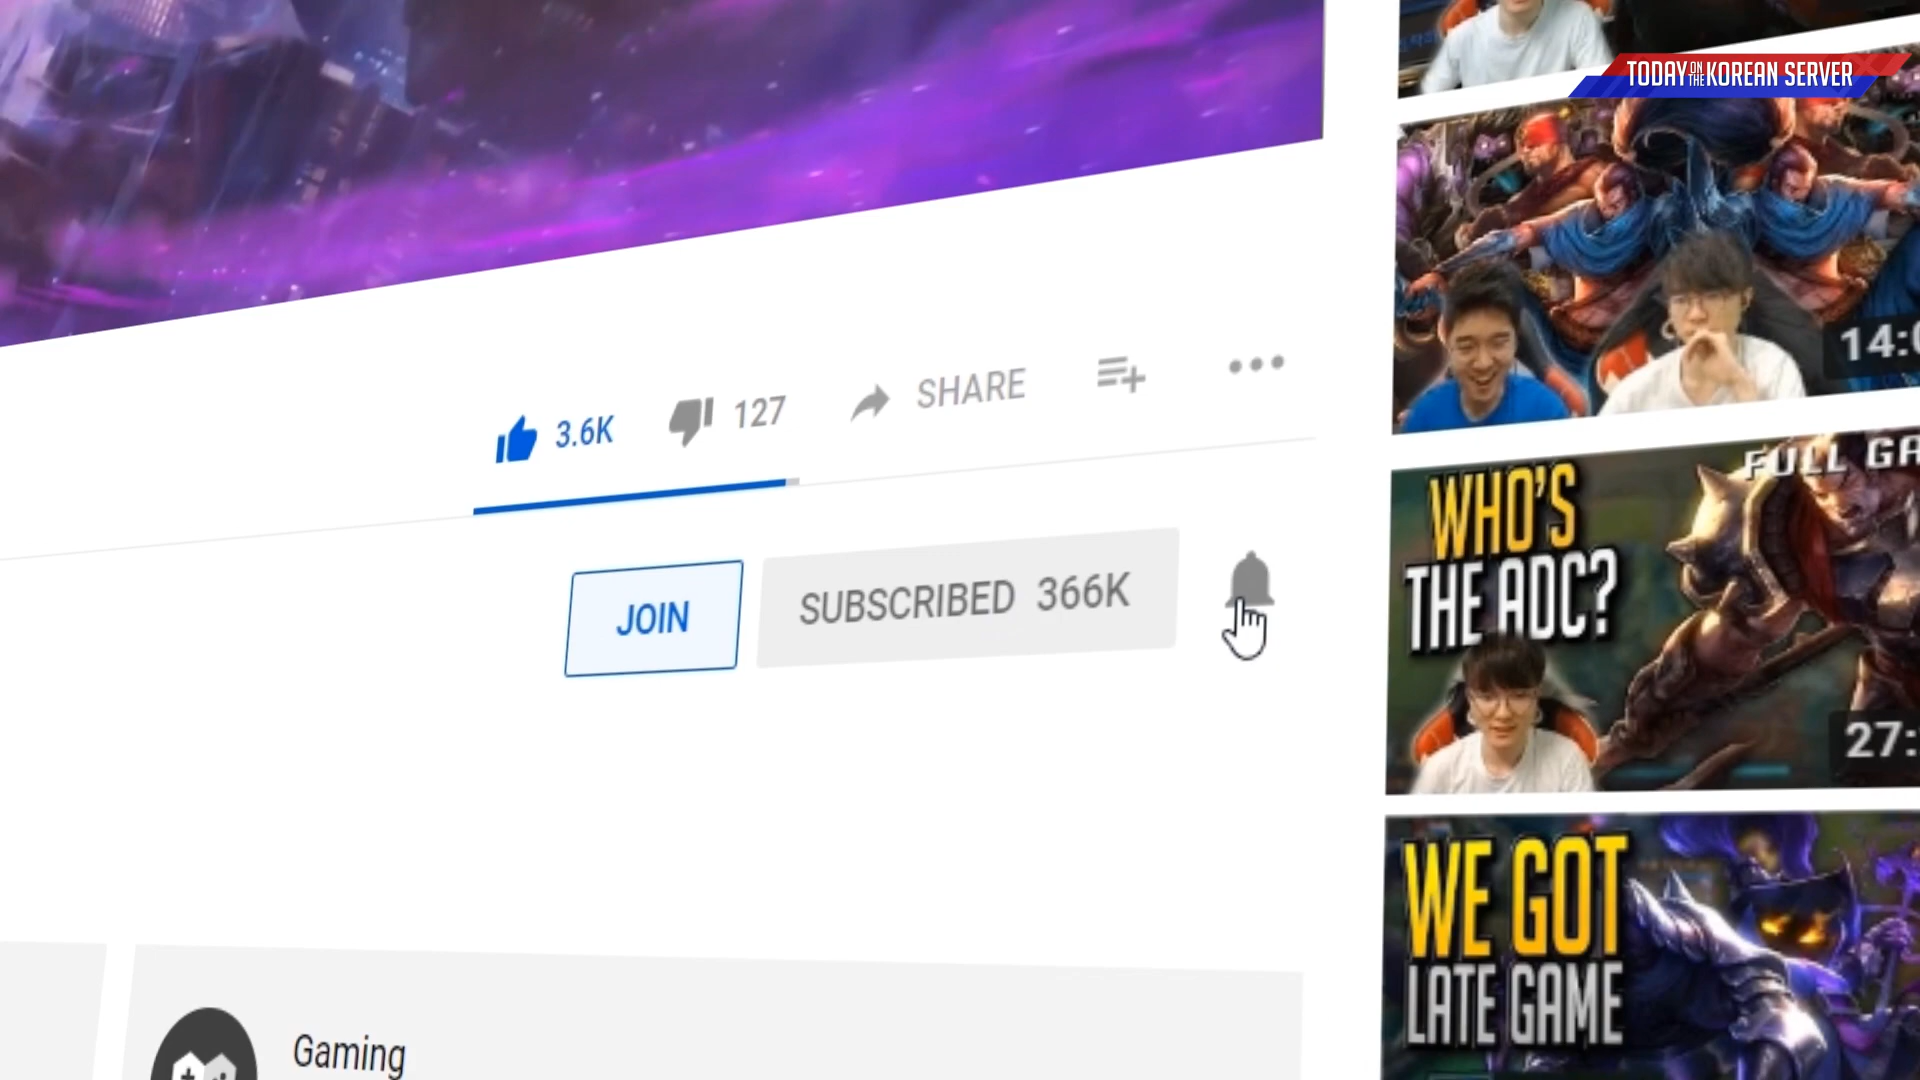 TODAY ON THE KOREAN SERVER
14:0
3.6K 127 SHARE
FULL GA
WHO'S
THE ADC?
JOIN SUBSCRIBED 366K
27:
WE GOT
LATE GAME
Gaming